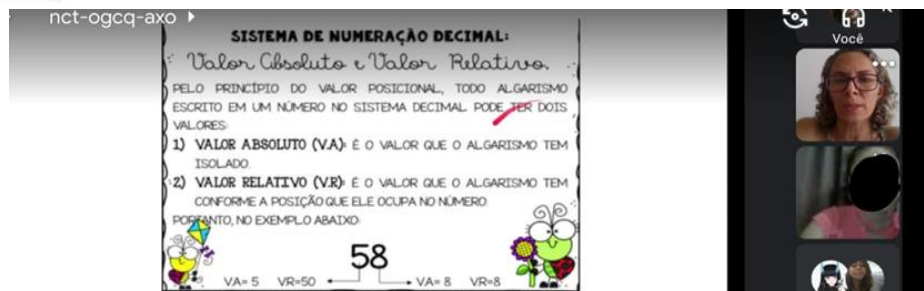 nct-ogcq-axo
SISTEMA DE NUMERAÇÃO DECIMAL:
Valor Absoluto e Valor Relativo
PELO PRINCÍPIO DO VALOR POSICIONAL, TODO ALGARISMO
ESCRITO EM UM NÚMERO NO SISTEMA DECIMAL PODE TER DOIS
VALORES:
1) VALOR ABSOLUTO (V.A): É O VALOR QUE O ALGARISMO TEM
ISOLADO.
2) VALOR RELATIVO (V.R): É O VALOR QUE O ALGARISMO TEM
CONFORME A POSIÇÃO QUE ELE OCUPA NO NÚMERO.
PORTANTO, NO EXEMPLO ABAIXO:
58
VA= 5 VR=50 VA= 8 VR=8
Você